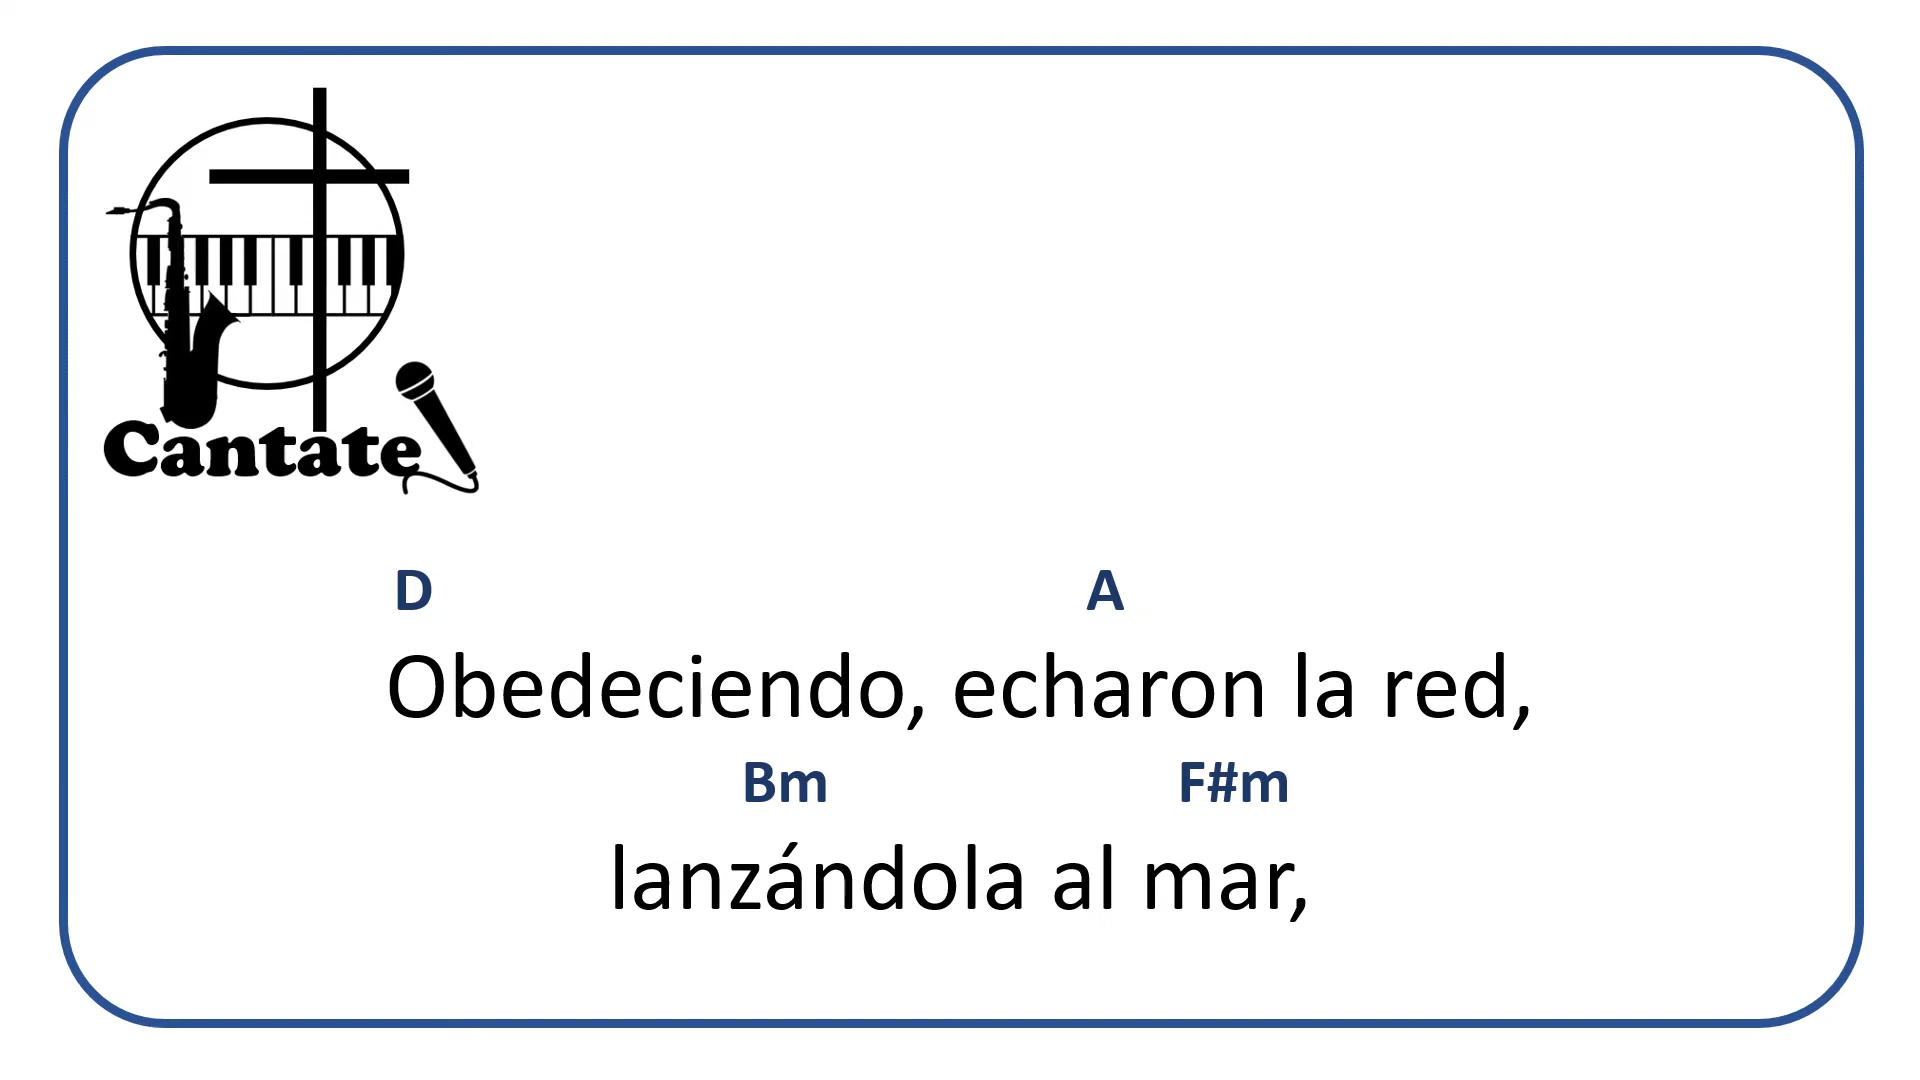 Cantate
D A
Obedeciendo, echaron la red,
Bm F#m
lanzándola al mar,